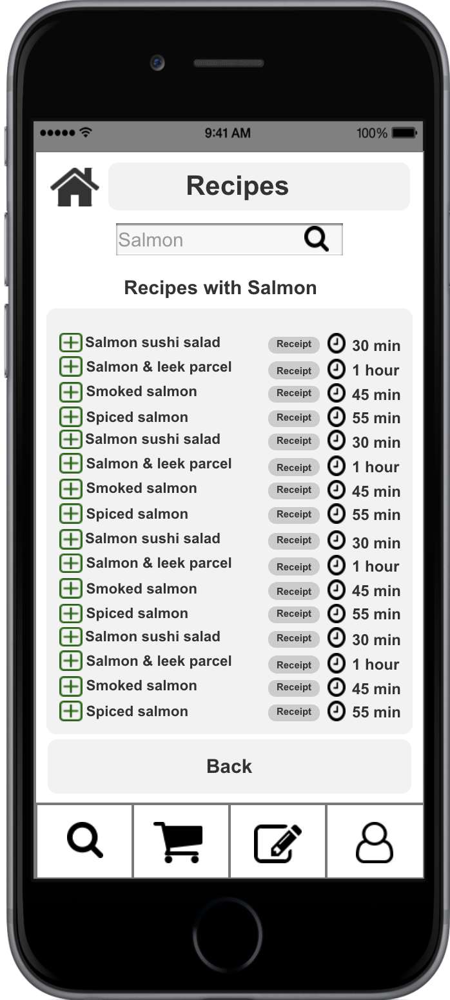 9:41 AM 100%
Recipes
Salmon
Recipes with Salmon
Salmon sushi salad Receipt 30 min
Salmon & leek parcel Receipt 1 hour
Smoked salmon Receipt 45 min
Spiced salmon Receipt 55 min
Salmon sushi salad Receipt 30 min
Salmon & leek parcel Receipt 1 hour
Smoked salmon Receipt 45 min
Spiced salmon Receipt 55 min
Salmon sushi salad Receipt 30 min
Salmon & leek parcel Receipt 1 hour
Smoked salmon Receipt 45 min
Spiced salmon Receipt 55 min
Salmon sushi salad Receipt 30 min
Salmon & leek parcel Receipt 1 hour
Smoked salmon Receipt 45 min
Spiced salmon Receipt 55 min
Back